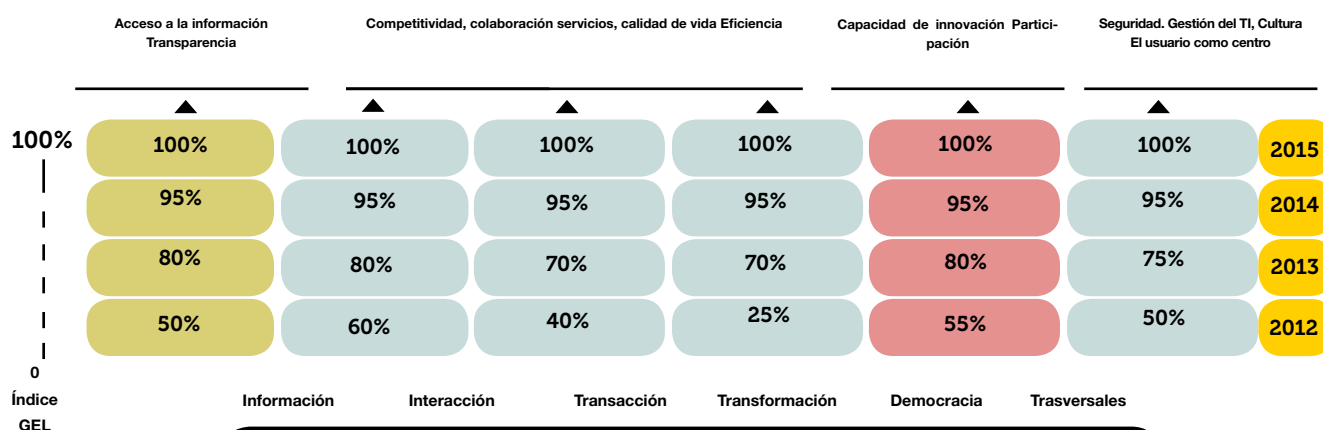 Acceso a la información
Transparencia
Competitividad, colaboración servicios, calidad de vida Eficiencia
Capacidad de innovación Partici-
pación
Seguridad. Gestión del TI, Cultura
El usuario como centro
100%
100% 100% 100% 100% 100% 100% 2015
95% 95% 95% 95% 95% 95% 2014
80% 80% 70% 70% 80% 75% 2013
50% 60% 40% 25% 55% 50% 2012
0
Índice
GEL
Información Interacción Transacción Transformación Democracia Trasversales